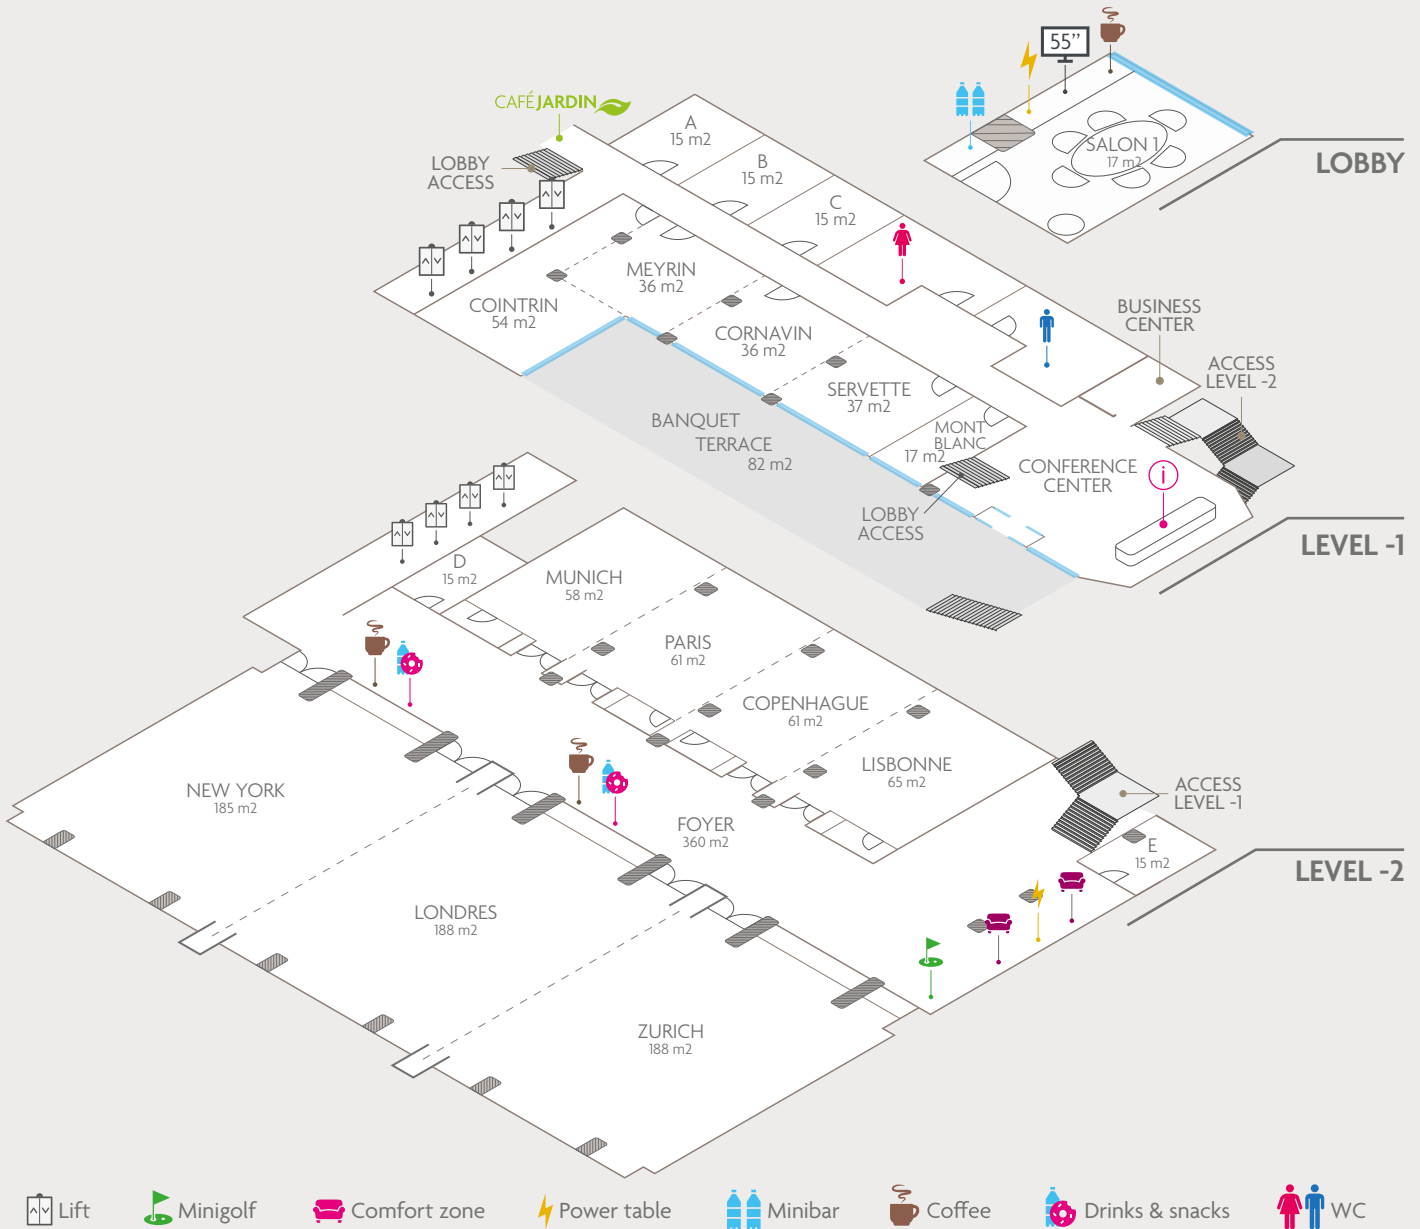 55’’
SALON 1
17 m2
LOBBY
CAFÉJARDIN
LOBBY
ACCESS
A
15 m2
B
15 m2
C
15 m2
MEYRIN
36 m2
COINTRIN
54 m2
CORNAVIN
36 m2
SERVETTE
37 m2
MONT
BLANC
17 m2
BUSINESS
CENTER
ACCESS
LEVEL -2
BANQUET
TERRACE
82 m2
CONFERENCE
CENTER
i
LOBBY
ACCESS
LEVEL -1
D
15 m2
MUNICH
58 m2
PARIS
61 m2
COPENHAGUE
61 m2
LISBONNE
65 m2
NEW YORK
185 m2
FOYER
360 m2
ACCESS
LEVEL -1
E
15 m2
LEVEL -2
LONDRES
188 m2
ZURICH
188 m2
Lift
Minigolf
Comfort zone
Power table
Minibar
Coffee
Drinks & snacks
WC